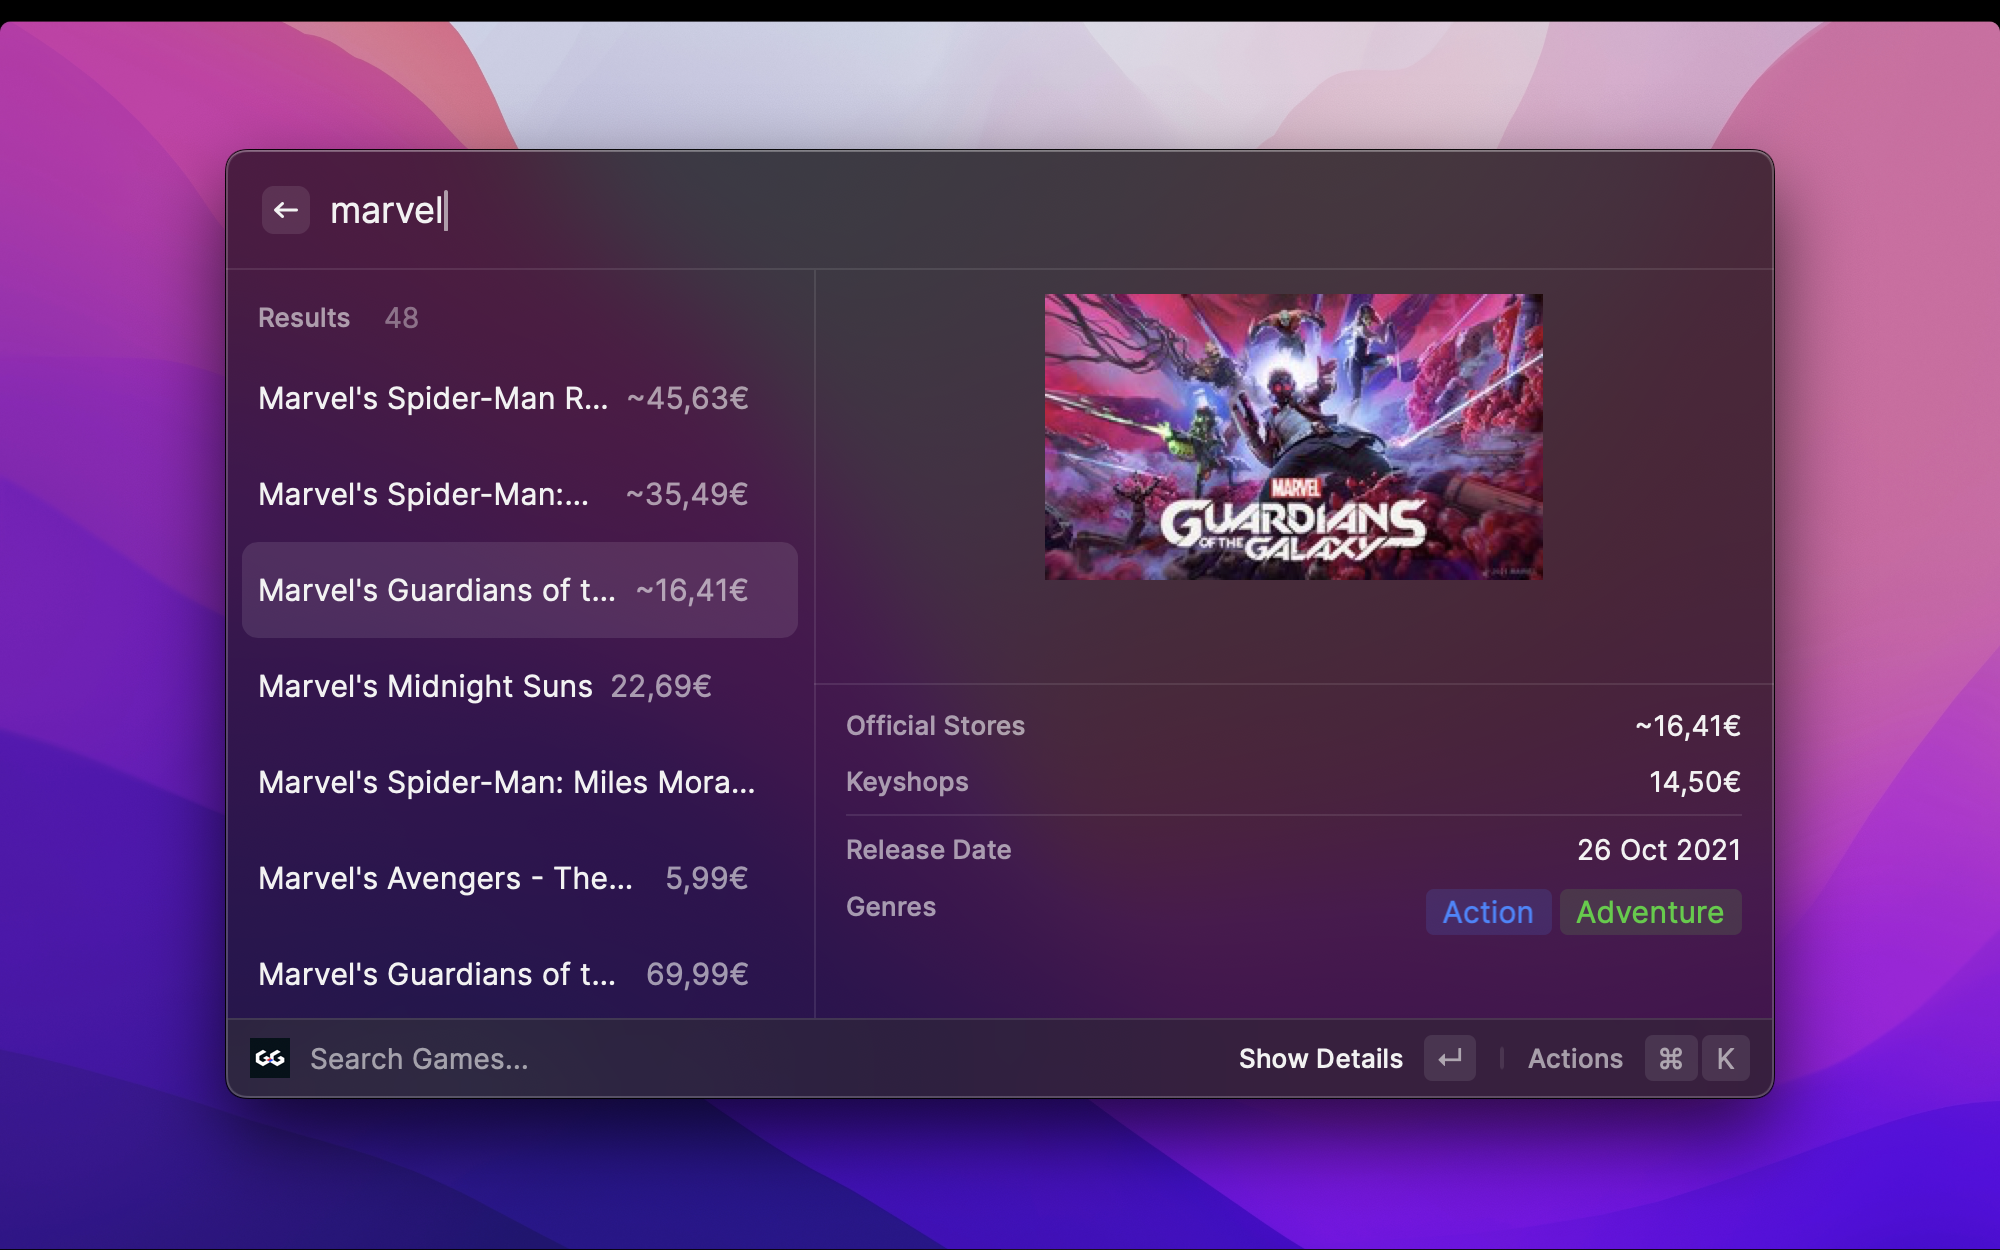 marvel
Results 48
Marvel's Spider-Man R... ~45,63€
Marvel's Spider-Man:... ~35,49€
Marvel's Guardians of t... ~16,41€
Marvel's Midnight Suns 22,69€
Marvel's Spider-Man: Miles Mora...
Marvel's Avengers - The... 5,99€
Marvel's Guardians of t... 69,99€
MARVEL
GUARDIANS
OF THE GALAXY
Official Stores ~16,41€
Keyshops 14,50€
Release Date 26 Oct 2021
Genres Action Adventure
GG Search Games... Show Details ↵ Actions ⌘ K